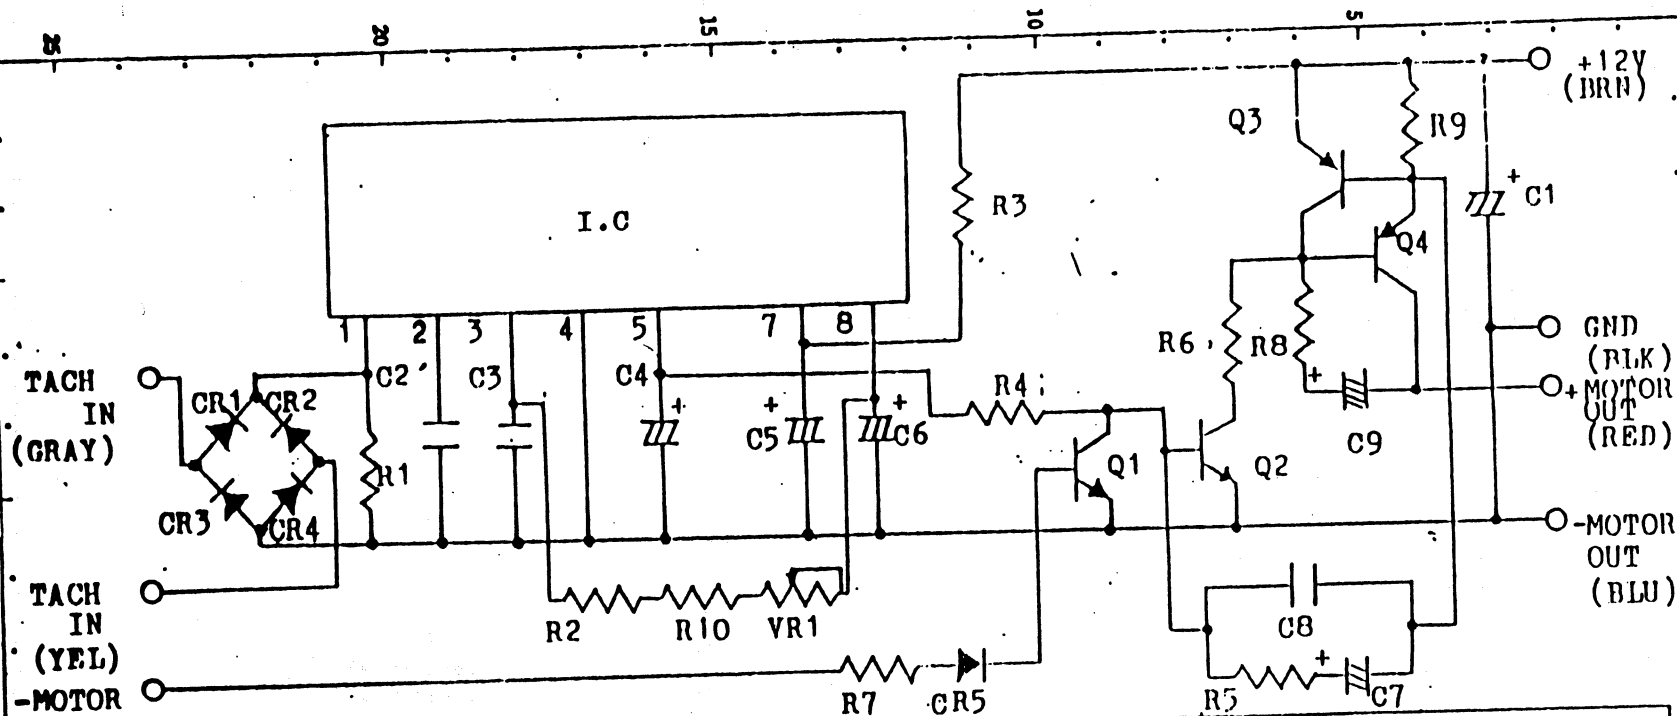 25 20 15 10 5
+12V
(BRN)
Q3
R9
R3
C1
I.C
Q4
1 2 3 4 5 7 8
R6 R8
GND
(BLK)
TACH
IN
(GRAY)
CR1 CR2
C2 C3 C4
R4
+ + + + +
+MOTOR
OUT
(RED)
C5 C6
C9
R1
Q1 Q2
CR3 CR4
-MOTOR
OUT
(BLU)
TACH
IN
(YEL)
R2 R10 VR1
C8
+
-MOTOR
R7 CR5
R5 C7